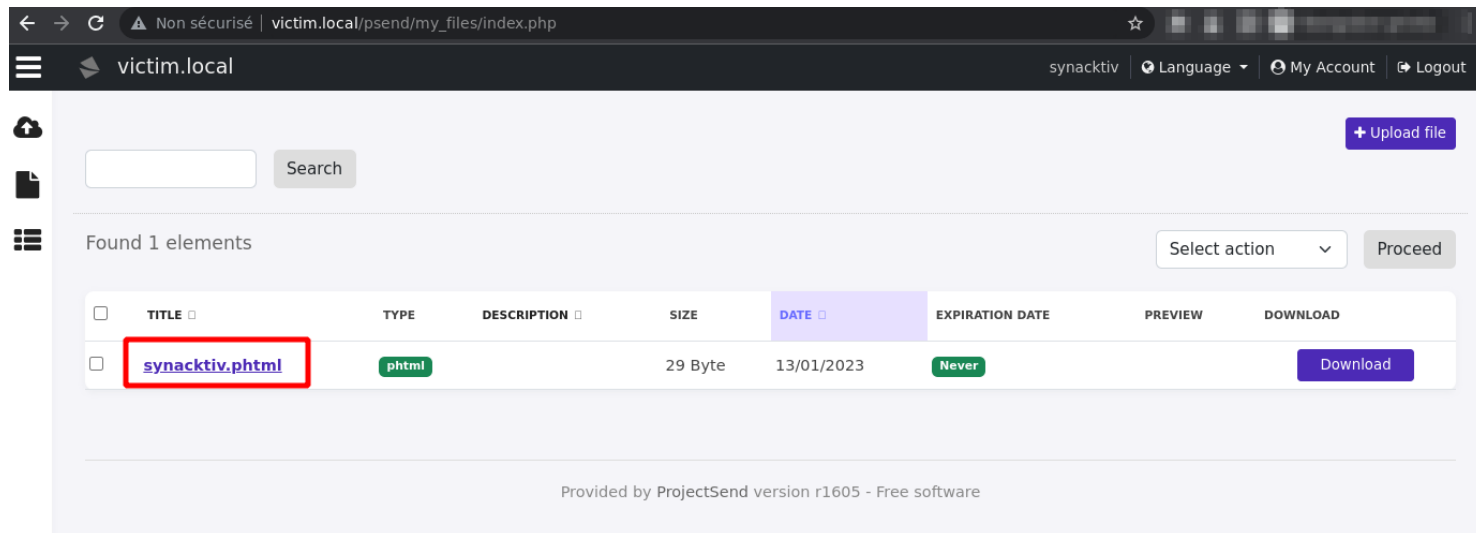 Non sécurisé | victim.local/psend/my_files/index.php
victim.local synacktiv Language My Account Logout
Upload file
Search
Found 1 elements Select action Proceed
TITLE TYPE DESCRIPTION SIZE DATE EXPIRATION DATE PREVIEW DOWNLOAD
synacktiv.phtml phtml 29 Byte 13/01/2023 Never Download
Provided by ProjectSend version r1605 - Free software